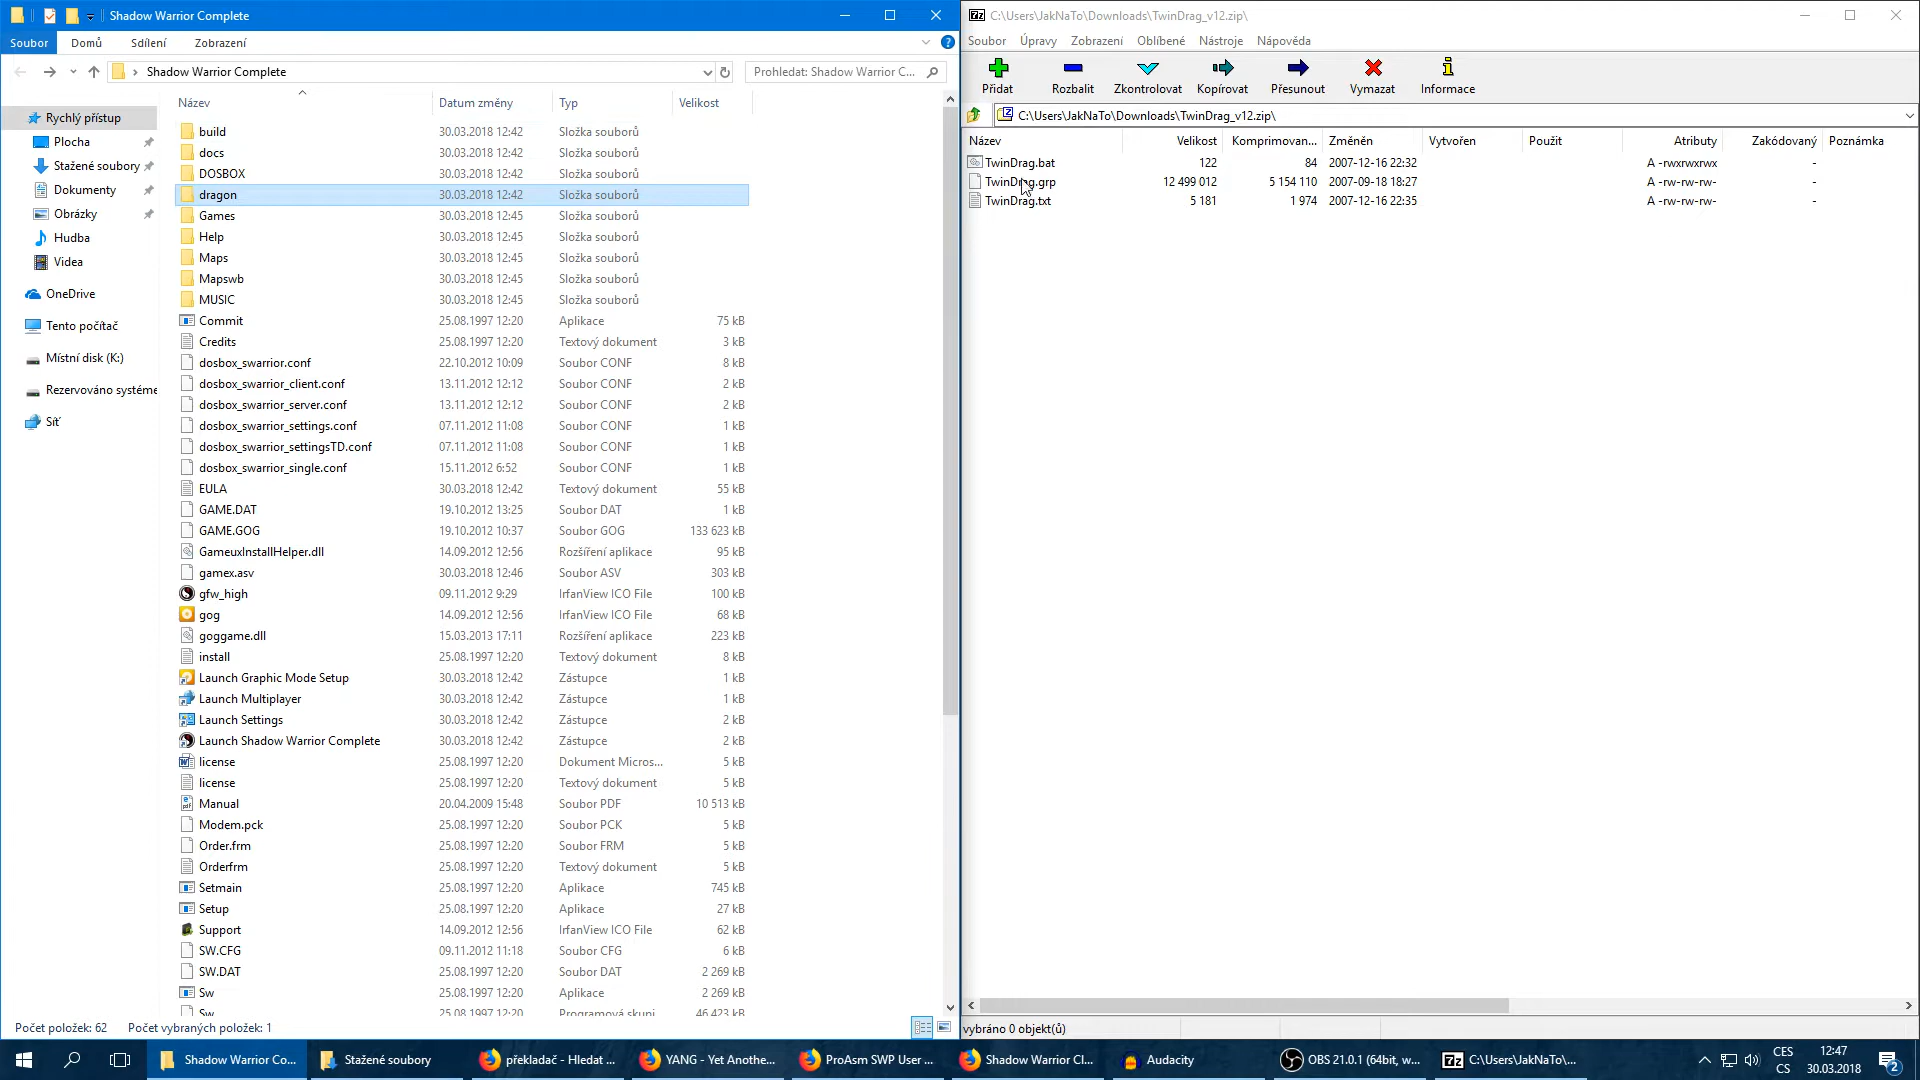 Shadow Warrior Complete
Soubor Domů Sdílení Zobrazení
Shadow Warrior Complete
Prohledat: Shadow Warrior C...
Rychlý přístup
Plocha
Stažené soubory
Dokumenty
Obrázky
Hudba
Videa
OneDrive
Tento počítač
Místní disk (K:)
Rezervováno systéme
Síť
Název Datum změny Typ Velikost
build 30.03.2018 12:42 Složka souborů
docs 30.03.2018 12:42 Složka souborů
DOSBOX 30.03.2018 12:42 Složka souborů
dragon 30.03.2018 12:42 Složka souborů
Games 30.03.2018 12:45 Složka souborů
Help 30.03.2018 12:45 Složka souborů
Maps 30.03.2018 12:45 Složka souborů
Mapswb 30.03.2018 12:45 Složka souborů
MUSIC 30.03.2018 12:45 Složka souborů
Commit 25.08.1997 12:20 Aplikace 75 kB
Credits 25.08.1997 12:20 Textový dokument 3 kB
dosbox_swarrior.conf 22.10.2012 10:09 Soubor CONF 8 kB
dosbox_swarrior_client.conf 13.11.2012 12:12 Soubor CONF 2 kB
dosbox_swarrior_server.conf 13.11.2012 12:12 Soubor CONF 2 kB
dosbox_swarrior_settings.conf 07.11.2012 11:08 Soubor CONF 1 kB
dosbox_swarrior_settingsTD.conf 07.11.2012 11:08 Soubor CONF 1 kB
dosbox_swarrior_single.conf 15.11.2012 6:52 Soubor CONF 1 kB
EULA 30.03.2018 12:42 Textový dokument 55 kB
GAME.DAT 19.10.2012 13:25 Soubor DAT 1 kB
GAME.GOG 19.10.2012 10:37 Soubor GOG 133 623 kB
GameuxInstallHelper.dll 14.09.2012 12:56 Rozšíření aplikace 95 kB
gamex.asv 30.03.2018 12:46 Soubor ASV 303 kB
gfw_high 09.11.2012 9:29 IrfanView ICO File 100 kB
gog 14.09.2012 12:56 IrfanView ICO File 68 kB
goggame.dll 15.03.2013 17:11 Rozšíření aplikace 223 kB
install 25.08.1997 12:20 Textový dokument 8 kB
Launch Graphic Mode Setup 30.03.2018 12:42 Zástupce 1 kB
Launch Multiplayer 30.03.2018 12:42 Zástupce 1 kB
Launch Settings 30.03.2018 12:42 Zástupce 2 kB
Launch Shadow Warrior Complete 30.03.2018 12:42 Zástupce 2 kB
license 25.08.1997 12:20 Dokument Micros... 5 kB
license 25.08.1997 12:20 Textový dokument 5 kB
Manual 20.04.2009 15:48 Soubor PDF 10 513 kB
Modem.pck 25.08.1997 12:20 Soubor PCK 5 kB
Order.frm 25.08.1997 12:20 Soubor FRM 5 kB
Orderfrm 25.08.1997 12:20 Textový dokument 5 kB
Setmain 25.08.1997 12:20 Aplikace 745 kB
Setup 25.08.1997 12:20 Aplikace 27 kB
Support 14.09.2012 12:56 IrfanView ICO File 62 kB
SW.CFG 09.11.2012 11:18 Soubor CFG 6 kB
SW.DAT 25.08.1997 12:20 Soubor DAT 2 269 kB
Sw 25.08.1997 12:20 Aplikace 2 269 kB
Sw 25.08.1997 12:20 Programová skupi 46 423 kB
Počet položek: 62 Počet vybraných položek: 1
7z C:\Users\JakNaTo\Downloads\TwinDrag_v12.zip\
Soubor Úpravy Zobrazení Oblíbené Nástroje Nápověda
Přidat Rozbalit Zkontrolovat Kopírovat Přesunout Vymazat Informace
C:\Users\JakNaTo\Downloads\TwinDrag_v12.zip\
Název Velikost Komprimovan... Změněn Vytvořen Použit Atributy Zakódovaný Poznámka
TwinDrag.bat 122 84 2007-12-16 22:32 A -rwxrwxrwx -
TwinDrag.grp 12 499 012 5 154 110 2007-09-18 18:27 A -rw-rw-rw- -
TwinDrag.txt 5 181 1 974 2007-12-16 22:35 A -rw-rw-rw- -
vybráno 0 objekt(ů)
Shadow Warrior Co... Stažené soubory překladač - Hledat ... YANG - Yet Anothe... ProAsm SWP User ... Shadow Warrior Cl... Audacity OBS 21.0.1 (64bit, w... 7z C:\Users\JakNaTo\...
CES 12:47
CS 30.03.2018 2